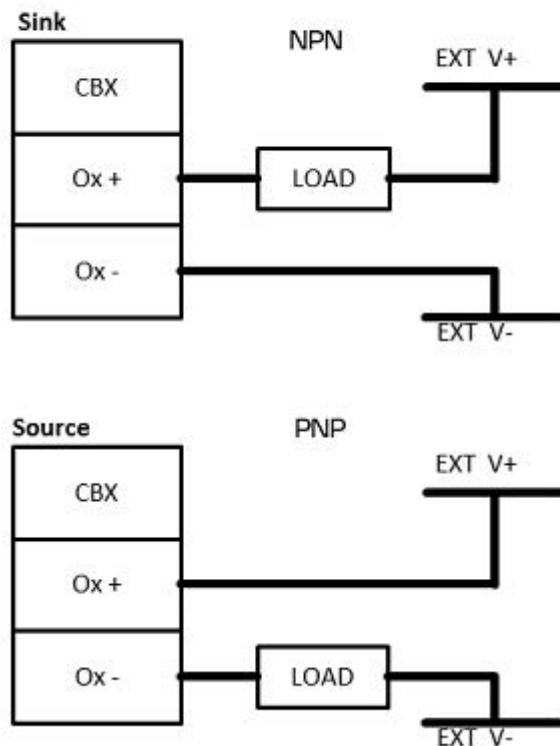 Sink
NPN
EXT V+
CBX
Ox +
LOAD
Ox -
EXT V-
Source
PNP
EXT V+
CBX
Ox +
Ox -
LOAD
EXT V-